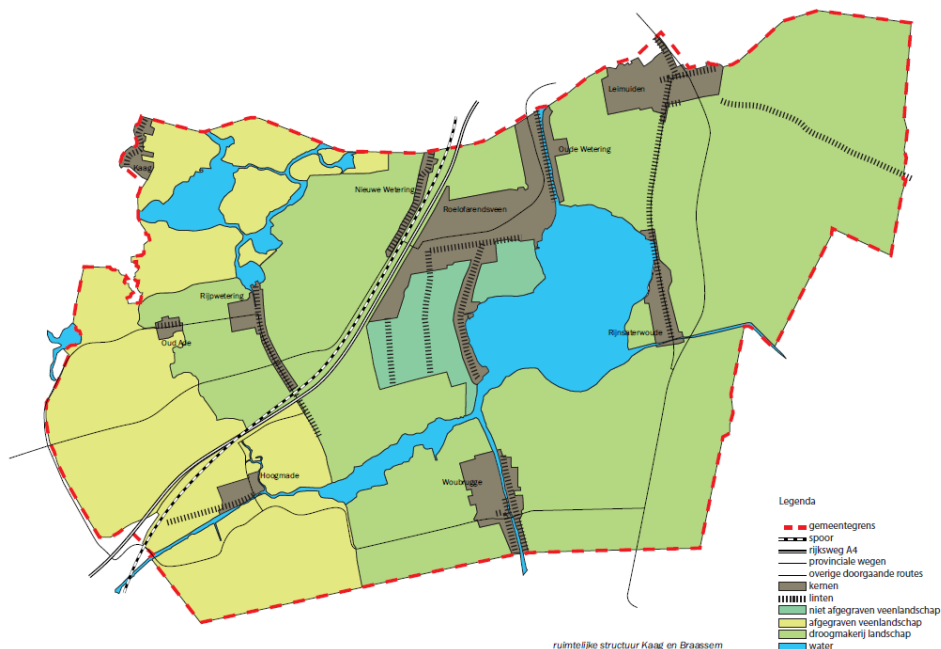 Leimuiden
Oude Wetering
Kaag
Nieuwe Wetering
Roelofarendsveen
Rijpwetering
Rijnsaterwoude
Oud Ade
Hoogmade
Woubrugge
Legenda
gemeentegrens
spoor
rijksweg A4
provinciale wegen
overige doorgaande routes
kernen
linten
niet afgegraven veenlandschap
afgegraven veenlandschap
droogmakerij landschap
water
ruimtelijke structuur Kaag en Braassem